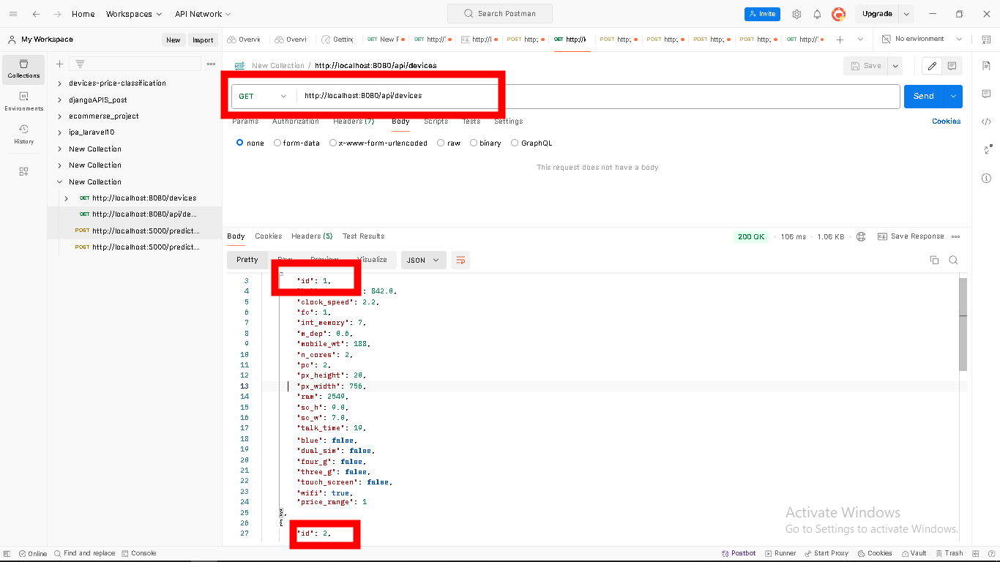 Home Workspaces API Network Search Postman Invite Upgrade
My Workspace New Import Overvie Overvi Getting GET New F GET http:/ http://l POST http: GET http://l POST http: POST http: POST http: POST http: GET http:// No environment
Collections
Environments
History
devices-price-classification
djangoAPIS_post
ecommerse_project
ipa_laravel10
New Collection
New Collection
New Collection
GET http://localhost:8080/devices
GET http://localhost:8080/api/de...
POST http://localhost:5000/predict...
POST http://localhost:5000/predict...
HTTP New Collection / http://localhost:8080/api/devices Save
GET http://localhost:8080/api/devices Send
Params Authorization Headers (7) Body Scripts Tests Settings Cookies
none form-data x-www-form-urlencoded raw binary GraphQL
This request does not have a body
Body Cookies Headers (5) Test Results 200 OK 106 ms 1.06 KB Save Response
Pretty Raw Preview Visualize JSON
3 "id": 1,
4 : 842.0,
5 "clock_speed": 2.2,
6 "fc": 1,
7 "int_memory": 7,
8 "m_dep": 0.6,
9 "mobile_wt": 188,
10 "n_cores": 2,
11 "pc": 2,
12 "px_height": 20,
13 "px_width": 756,
14 "ram": 2549,
15 "sc_h": 9.0,
16 "sc_w": 7.0,
17 "talk_time": 19,
18 "blue": false,
19 "dual_sim": false,
20 "four_g": false,
21 "three_g": false,
22 "touch_screen": false,
23 "wifi": true,
24 "price_range": 1
25 },
26 {
27 "id": 2,
Activate Windows
Go to Settings to activate Windows.
Online Find and replace Console Postbot Runner Start Proxy Cookies Vault Trash